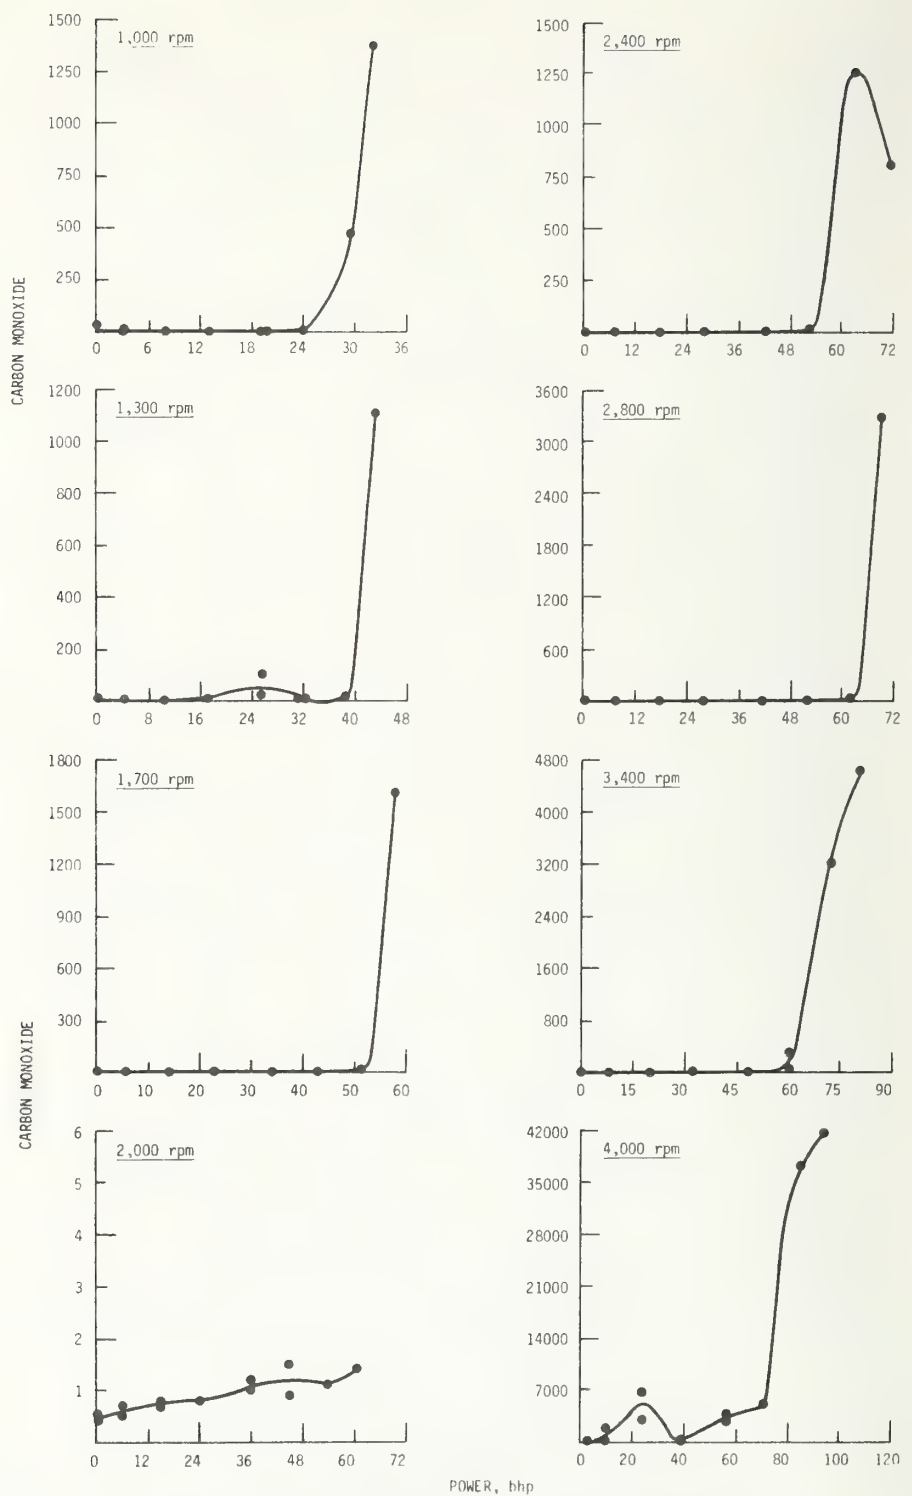 CARBON MONOXIDE
1,000 rpm
1500
1250
1000
750
500
250
0 6 12 18 24 30 36
2,400 rpm
1500
1250
1000
750
500
250
0 12 24 36 48 60 72
1,300 rpm
1200
1000
800
600
400
200
0 8 16 24 32 40 48
2,800 rpm
3600
3000
2400
1800
1200
600
0 12 24 36 48 60 72
CARBON MONOXIDE
1,700 rpm
1800
1500
1200
900
600
300
0 10 20 30 40 50 60
3,400 rpm
4800
4000
3200
2400
1600
800
0 15 30 45 60 75 90
2,000 rpm
6
5
4
3
2
1
0 12 24 36 48 60 72
4,000 rpm
42000
35000
28000
21000
14000
7000
0 20 40 60 80 100 120
POWER, bhp